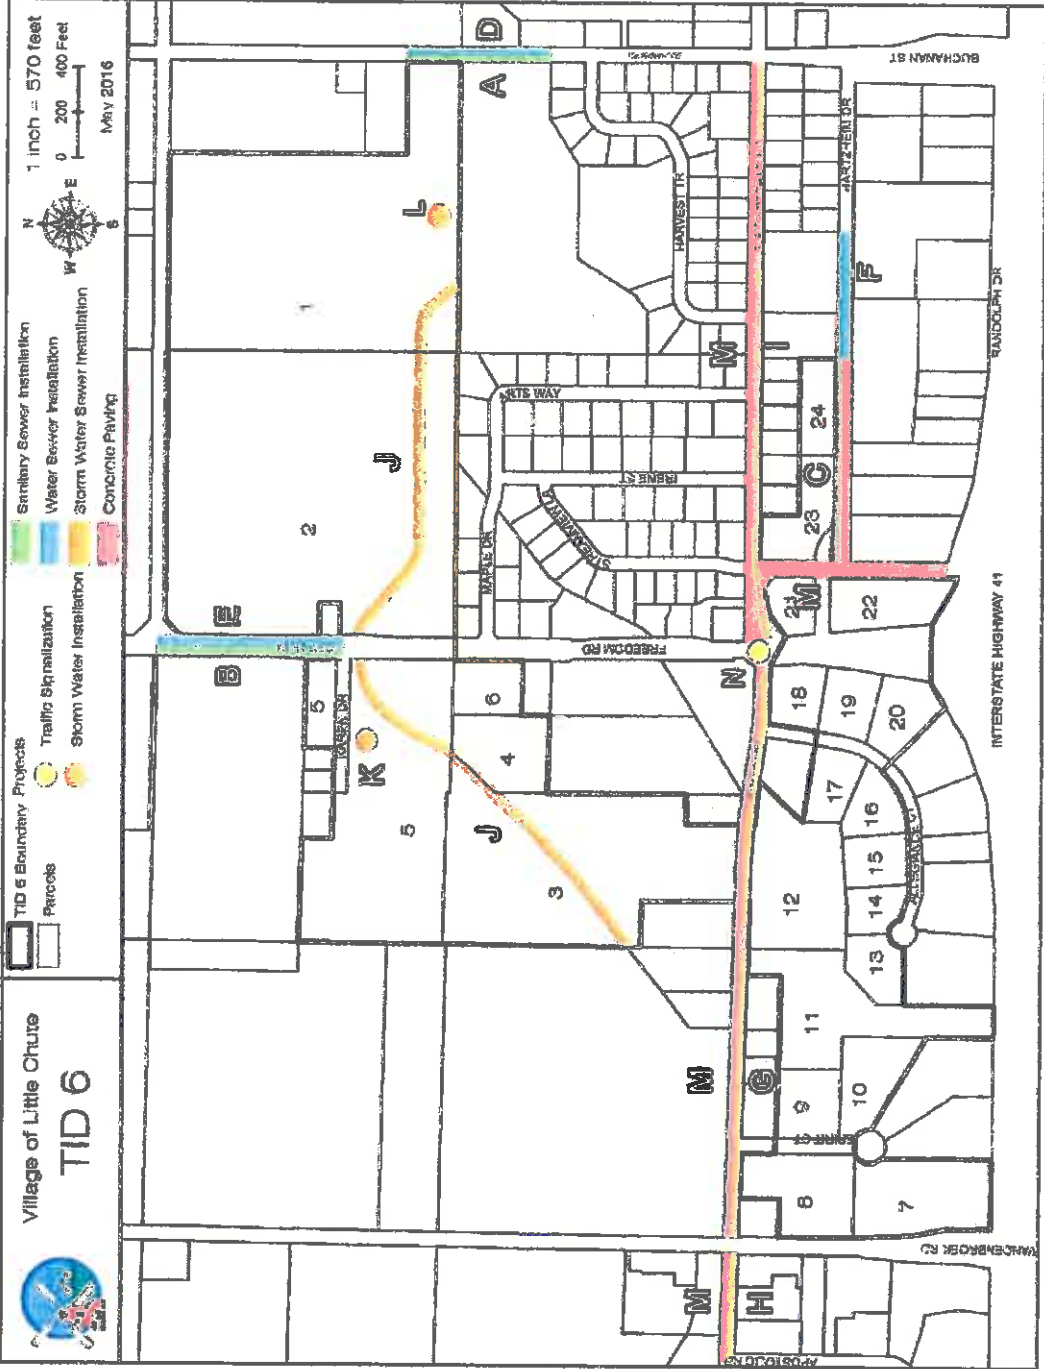 Village of Little Chute
TID 6
TID 6 Boundary
Parcels
Projects
Traffic Signalization
Storm Water Installation
Sanitary Sewer Installation
Water Sewer Installation
Storm Water Sewer Installation
Concrete Paving
N
W
E
S
1 inch = 570 feet
0 200 400 Feet
May 2016
B
E
A
D
L
1
2
J
5
KAREN DR
K
5
6
4
J
3
MAPLE DR
FREEDOM RD
IRENE ST
HARVEST TR
BUCHANAN ST
M
M
N
M
I
H
G
M
F
C
23
24
21
22
18
19
20
17
16
15
14
13
12
11
10
9
8
7
RANDOLPH DR
INTERSTATE HIGHWAY 41
VANDENBROEK RD